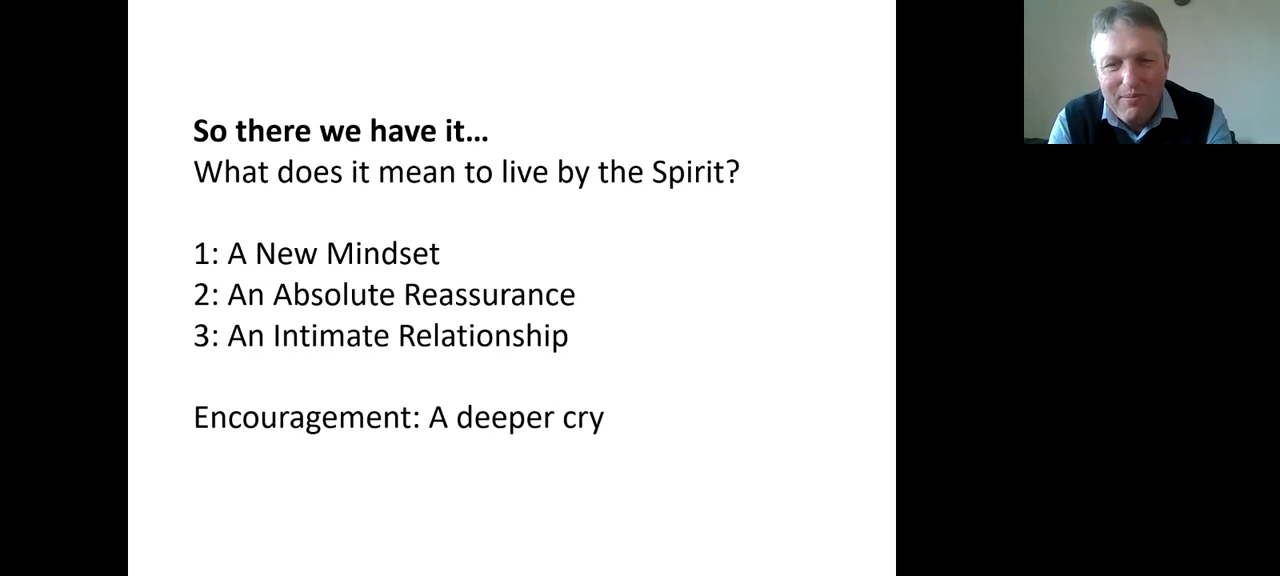 So there we have it...
What does it mean to live by the Spirit?
1: A New Mindset
2: An Absolute Reassurance
3: An Intimate Relationship
Encouragement: A deeper cry